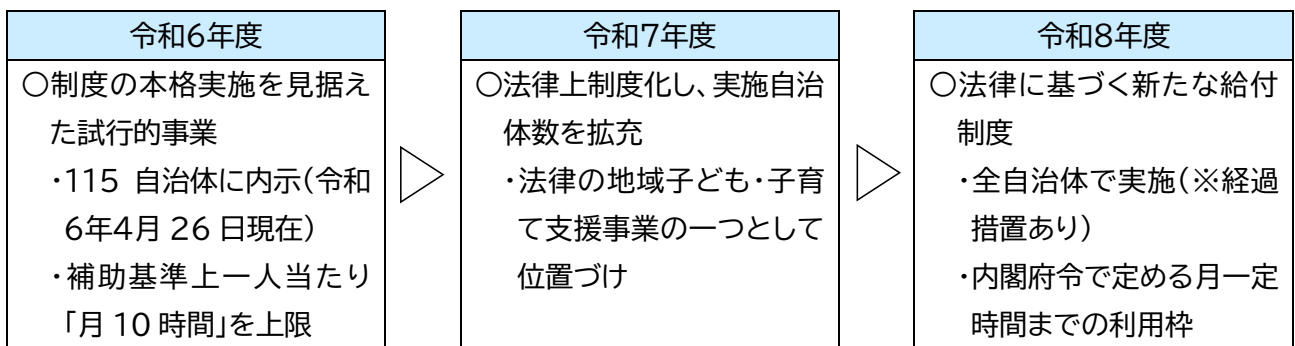 令和6年度
○制度の本格実施を見据え
た試行的事業
・115 自治体に内示(令和
6年4月 26 日現在)
・補助基準上一人当たり
「月 10 時間」を上限
令和7年度
○法律上制度化し、実施自治
体数を拡充
・法律の地域子ども・子育
て支援事業の一つとして
位置づけ
令和8年度
○法律に基づく新たな給付
制度
・全自治体で実施(※経過
措置あり)
・内閣府令で定める月一定
時間までの利用枠